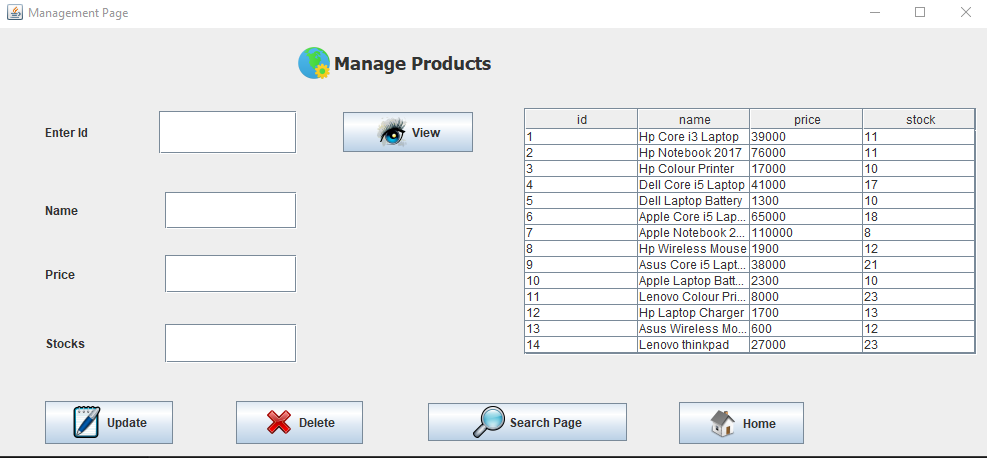 Management Page
Manage Products
Enter Id
View
Name
Price
Stocks
id name price stock
1 Hp Core i3 Laptop 39000 11
2 Hp Notebook 2017 76000 11
3 Hp Colour Printer 17000 10
4 Dell Core i5 Laptop 41000 17
5 Dell Laptop Battery 1300 10
6 Apple Core i5 Lap... 65000 18
7 Apple Notebook 2... 110000 8
8 Hp Wireless Mouse 1900 12
9 Asus Core i5 Lapt... 38000 21
10 Apple Laptop Batt... 2300 10
11 Lenovo Colour Pri... 8000 23
12 Hp Laptop Charger 1700 13
13 Asus Wireless Mo... 600 12
14 Lenovo thinkpad 27000 23
Update Delete Search Page Home